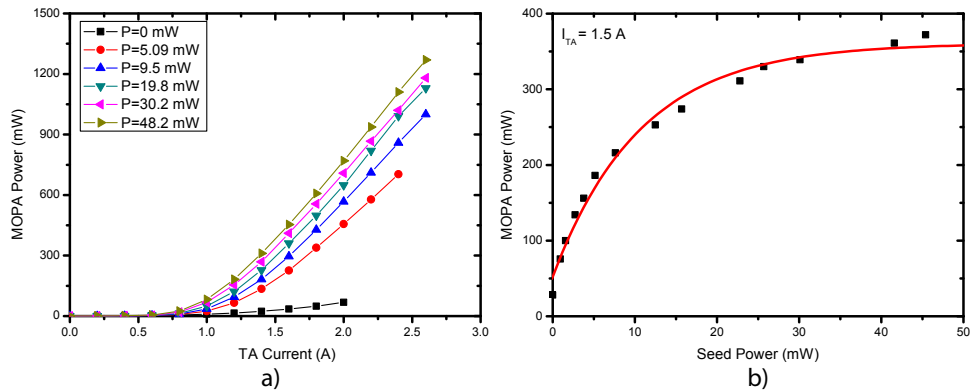 1500
1200
900
600
300
0
MOPA Power (mW)
P=0 mW
P=5.09 mW
P=9.5 mW
P=19.8 mW
P=30.2 mW
P=48.2 mW
0.0 0.5 1.0 1.5 2.0 2.5 3.0
TA Current (A)
a)
400
300
200
100
0
MOPA Power (mW)
I_TA = 1.5 A
0 10 20 30 40 50
Seed Power (mW)
b)